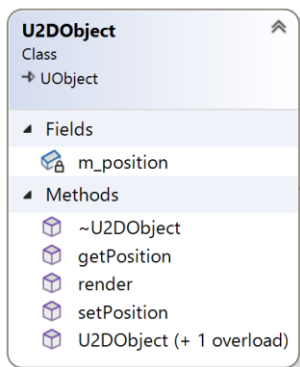 U2DObject
Class
UObject
Fields
m_position
Methods
~U2DObject
getPosition
render
setPosition
U2DObject (+ 1 overload)